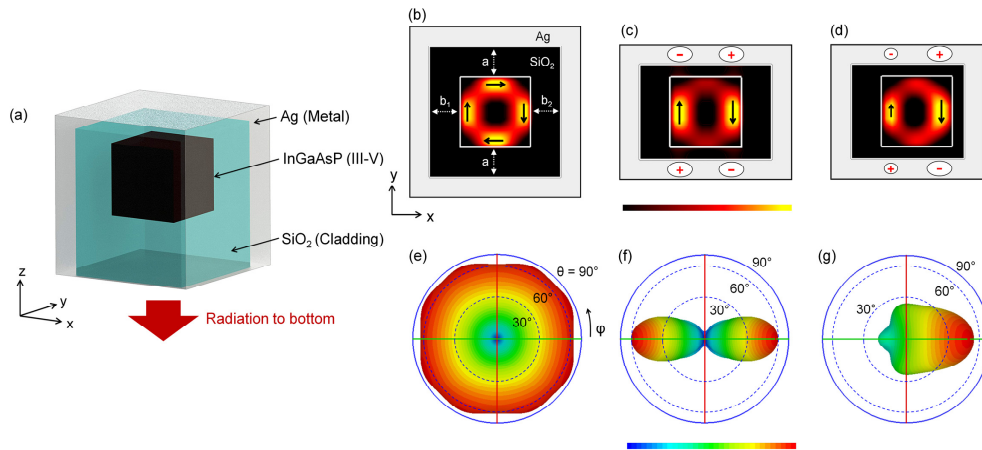 (a)
Ag (Metal)
InGaAsP (III-V)
SiO₂ (Cladding)
z
y
x
Radiation to bottom
(b)
Ag
SiO₂
a
b₁
b₂
a
y
x
(c)
- +
+ -
(d)
- +
+ -
(e)
θ = 90°
60°
30°
φ
(f)
90°
60°
30°
(g)
90°
60°
30°